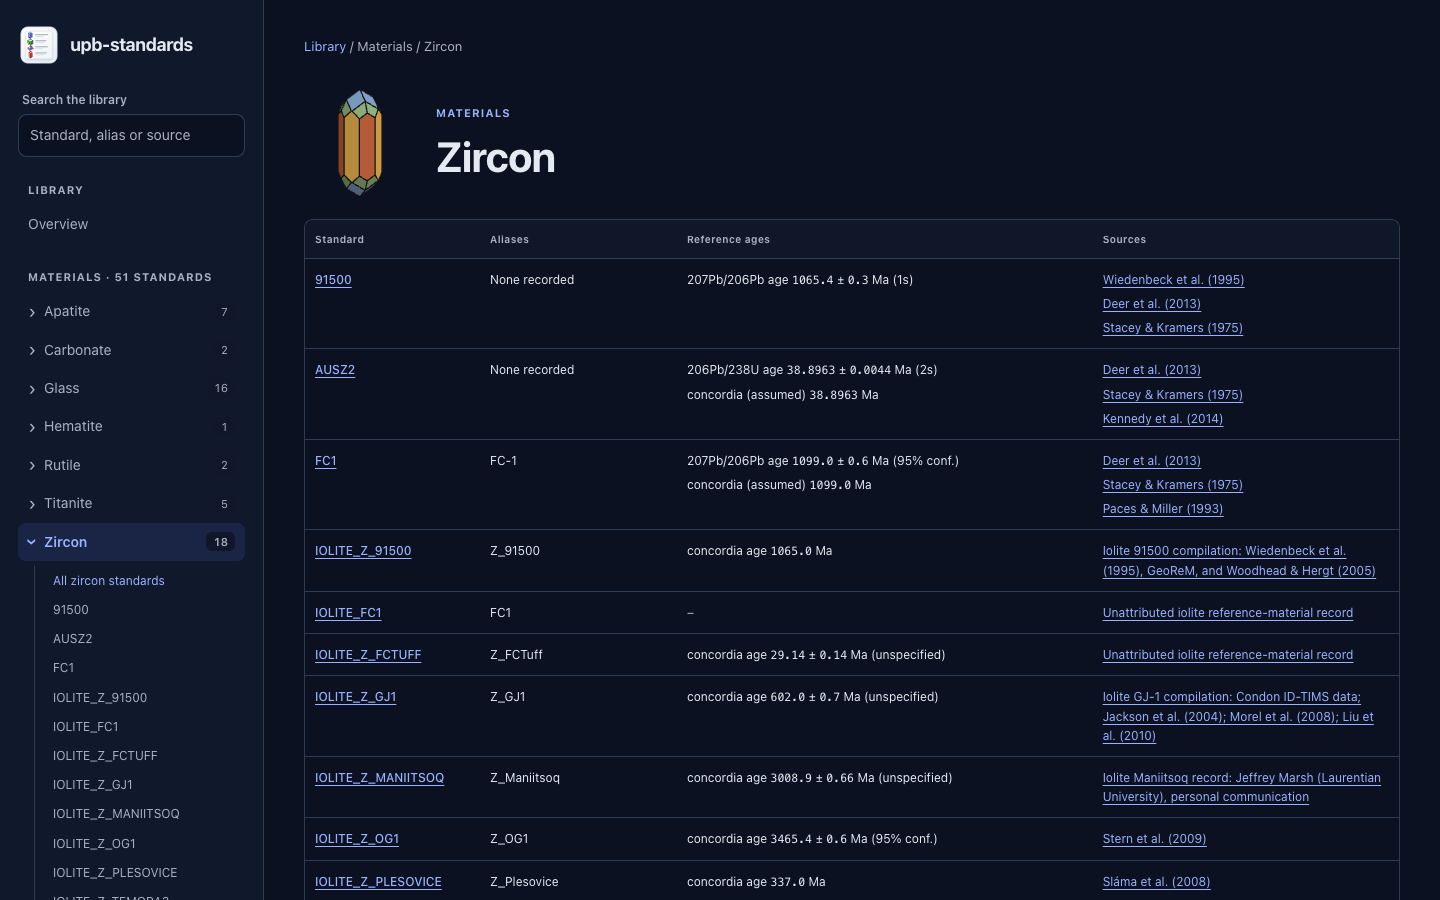 upb-standards
Search the library
Standard, alias or source
LIBRARY
Overview
MATERIALS · 51 STANDARDS
Apatite 7
Carbonate 2
Glass 16
Hematite 1
Rutile 2
Titanite 5
Zircon 18
All zircon standards
91500
AUSZ2
FC1
IOLITE_Z_91500
IOLITE_FC1
IOLITE_Z_FCTUFF
IOLITE_Z_GJ1
IOLITE_Z_MANIITSOQ
IOLITE_Z_OG1
IOLITE_Z_PLESOVICE
Library / Materials / Zircon
MATERIALS
Zircon
Standard Aliases Reference ages Sources
91500 None recorded 207Pb/206Pb age 1065.4 ± 0.3 Ma (1s) Wiedenbeck et al. (1995)
Deer et al. (2013)
Stacey & Kramers (1975)
AUSZ2 None recorded 206Pb/238U age 38.8963 ± 0.0044 Ma (2s) Deer et al. (2013)
concordia (assumed) 38.8963 Ma Stacey & Kramers (1975)
Kennedy et al. (2014)
FC1 FC-1 207Pb/206Pb age 1099.0 ± 0.6 Ma (95% conf.) Deer et al. (2013)
concordia (assumed) 1099.0 Ma Stacey & Kramers (1975)
Paces & Miller (1993)
IOLITE_Z_91500 Z_91500 concordia age 1065.0 Ma Iolite 91500 compilation: Wiedenbeck et al.
(1995), GeoReM, and Woodhead & Hergt (2005)
IOLITE_FC1 FC1 – Unattributed iolite reference-material record
IOLITE_Z_FCTUFF Z_FCTuff concordia age 29.14 ± 0.14 Ma (unspecified) Unattributed iolite reference-material record
IOLITE_Z_GJ1 Z_GJ1 concordia age 602.0 ± 0.7 Ma (unspecified) Iolite GJ-1 compilation: Condon ID-TIMS data;
Jackson et al. (2004); Morel et al. (2008); Liu et
al. (2010)
IOLITE_Z_MANIITSOQ Z_Maniitsoq concordia age 3008.9 ± 0.66 Ma (unspecified) Iolite Maniitsoq record: Jeffrey Marsh (Laurentian
University), personal communication
IOLITE_Z_OG1 Z_OG1 concordia age 3465.4 ± 0.6 Ma (95% conf.) Stern et al. (2009)
IOLITE_Z_PLESOVICE Z_Plesovice concordia age 337.0 Ma Sláma et al. (2008)